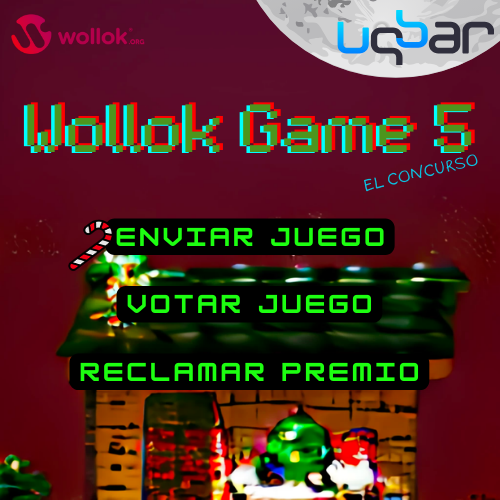 wollok.ORG
uqbar
Wollok Game 5
EL CONCURSO
ENVIAR JUEGO
VOTAR JUEGO
RECLAMAR PREMIO